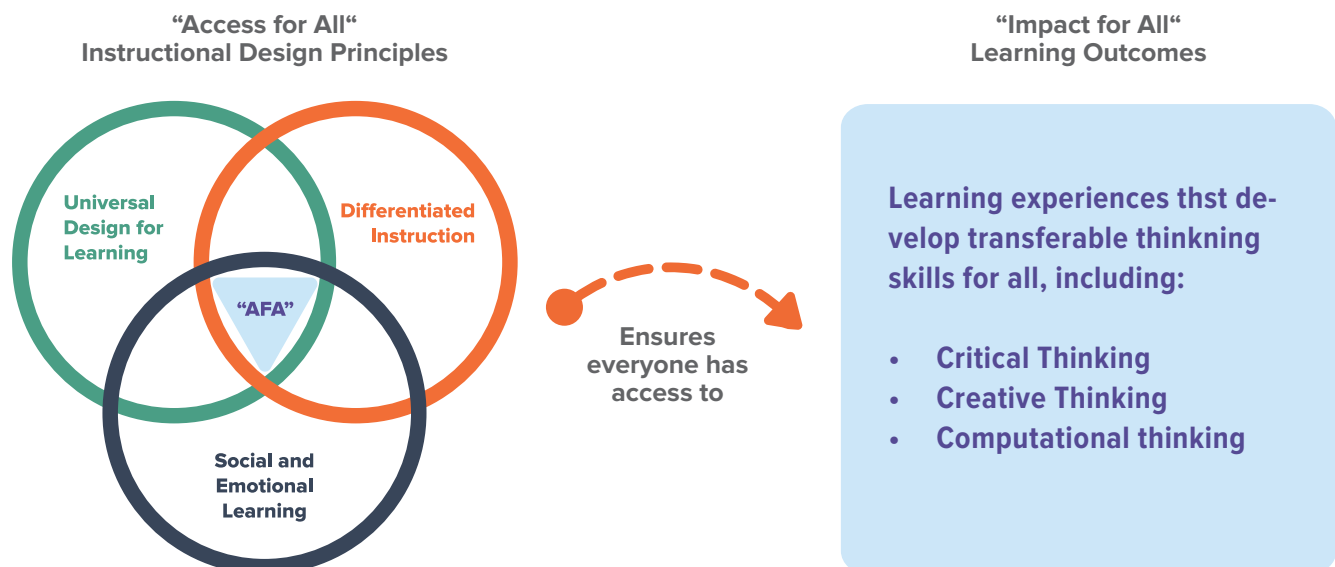 “Access for All“
Instructional Design Principles
Universal
Design for
Learning
Differentiated
Instruction
“AFA”
Social and
Emotional
Learning
Ensures
everyone has
access to
“Impact for All“
Learning Outcomes
Learning experiences thst de-
velop transferable thinkning
skills for all, including:
• Critical Thinking
• Creative Thinking
• Computational thinking